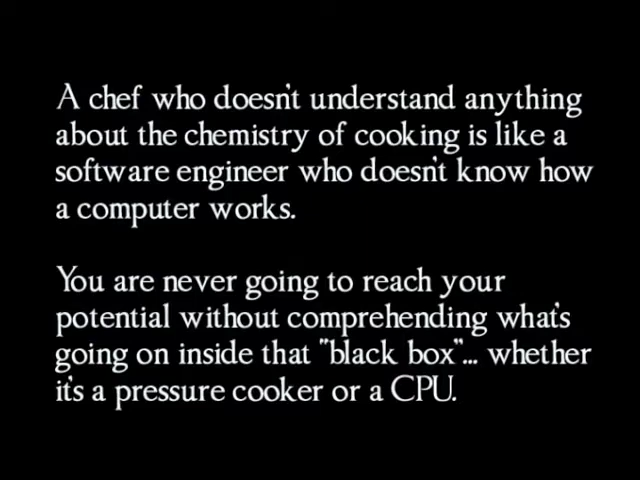 A chef who doesn't understand anything
about the chemistry of cooking is like a
software engineer who doesn't know how
a computer works.
You are never going to reach your
potential without comprehending what's
going on inside that "black box"... whether
it's a pressure cooker or a CPU.